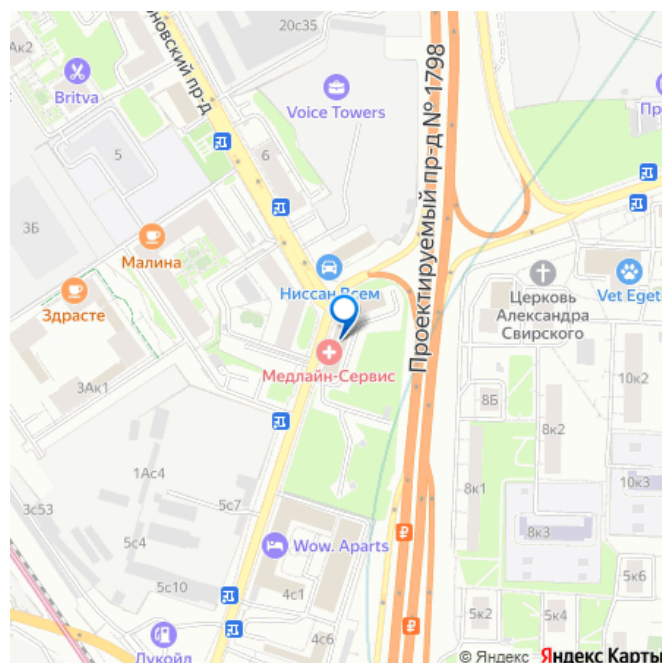 20с35
Ак2
Britva
новский пр-д
Voice Towers
Проектируемый пр-д № 1798
Пр
5
6
3Б
Малина
Здрасте
Ниссан Всем
Церковь
Александра
Свирского
Vet Eget
Медлайн-Сервис
3Ак1
8Б
10к2
8к2
1Ас4
3с53
5с7
5с4
5с10
8к1
10к3
8к3
Wow. Aparts
4с1
₽
5к6
5к2
5к4
4с6
₽
Лукойл
© Яндекс Яндекс Карты